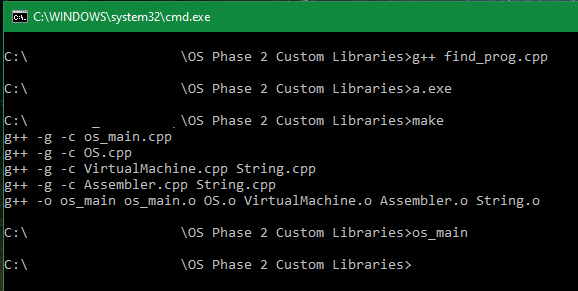 C:\WINDOWS\system32\cmd.exe
C:\ \OS Phase 2 Custom Libraries>g++ find_prog.cpp
C:\ \OS Phase 2 Custom Libraries>a.exe
C:\ \OS Phase 2 Custom Libraries>make
g++ -g -c os_main.cpp
g++ -g -c OS.cpp
g++ -g -c VirtualMachine.cpp String.cpp
g++ -g -c Assembler.cpp String.cpp
g++ -o os_main os_main.o OS.o VirtualMachine.o Assembler.o String.o
C:\ \OS Phase 2 Custom Libraries>os_main
C:\ \OS Phase 2 Custom Libraries>